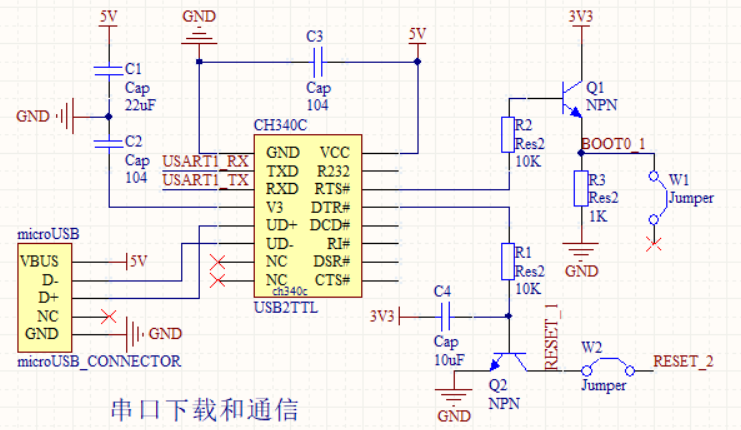 5V
GND
5V
3V3
C1
Cap
22uF
C3
Cap
104
Q1
NPN
GND
C2
Cap
104
CH340C
R2
Res2
10K
BOOT0_1
USART1_RX
USART1_TX
GND
TXD
RXD
V3
UD+
UD-
NC
NC
VCC
R232
RTS#
DTR#
DCD#
RI#
DSR#
CTS#
ch340c
USB2TTL
R3
Res2
1K
W1
Jumper
GND
microUSB
VBUS
D-
D+
NC
GND
5V
GND
microUSB_CONNECTOR
R1
Res2
10K
C4
3V3
Cap
10uF
RESET_1
W2
Jumper
RESET_2
Q2
NPN
GND
串口下载和通信